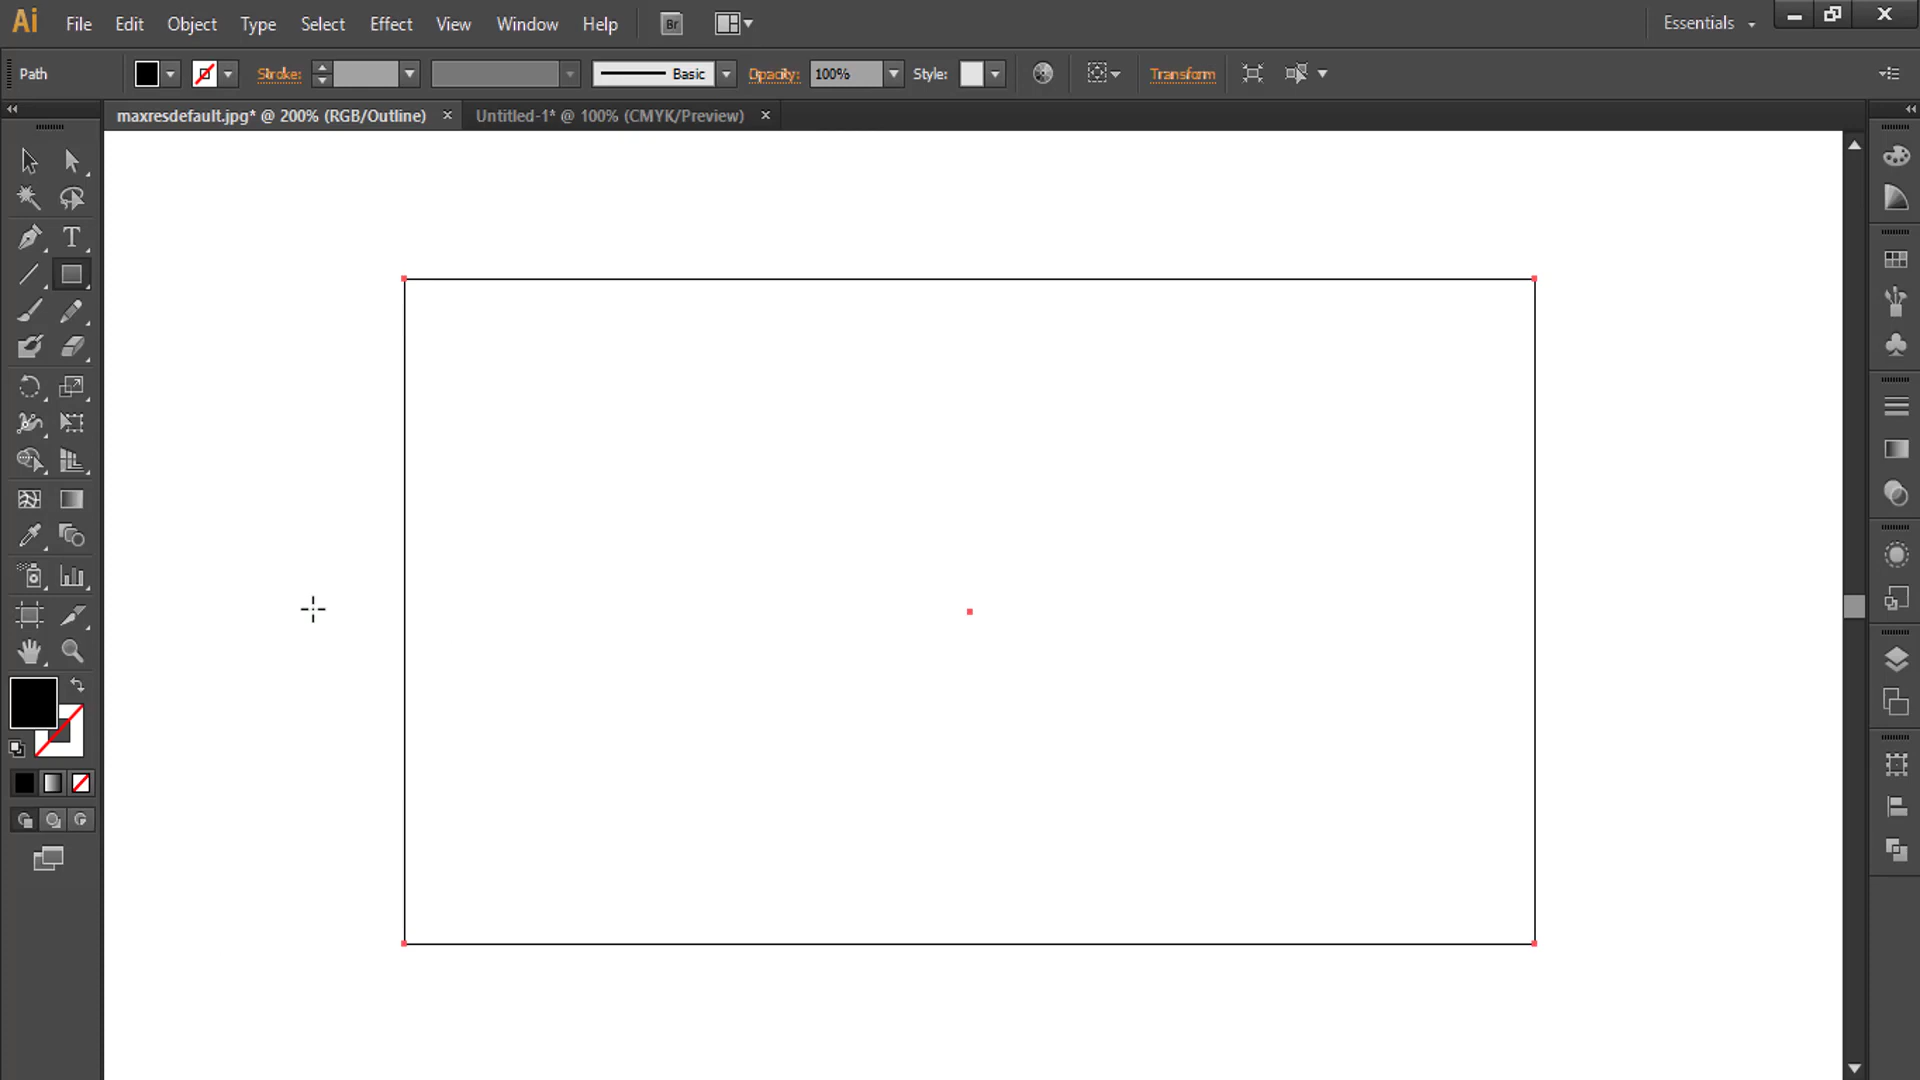 Ai File Edit Object Type Select Effect View Window Help Br Essentials
Path Stroke: Basic Opacity: 100% Style: Transform
maxresdefault.jpg* @ 200% (RGB/Outline) × Untitled-1* @ 100% (CMYK/Preview) ×
T